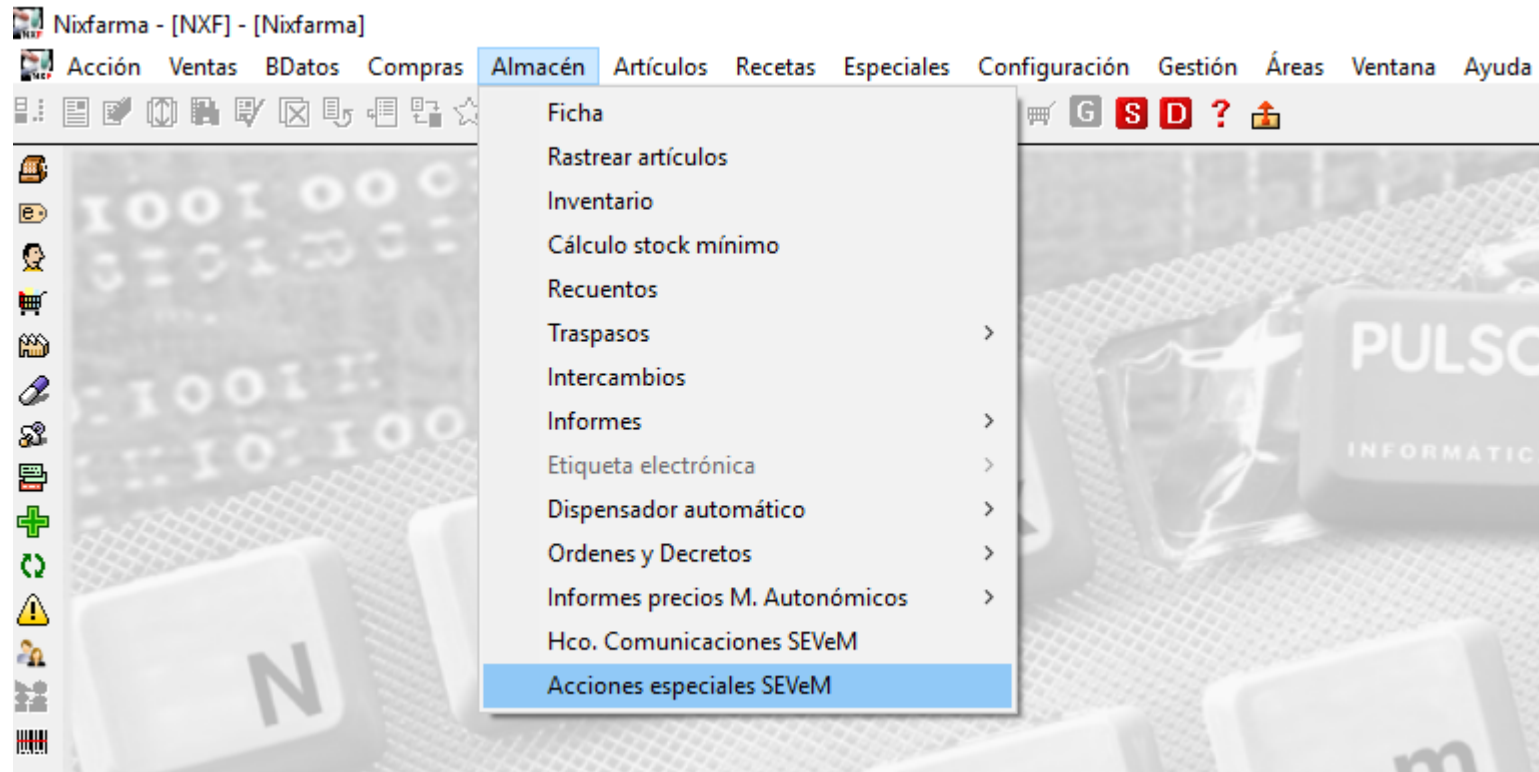 Nixfarma - [NXF] - [Nixfarma]
Acción Ventas BDatos Compras Almacén Artículos Recetas Especiales Configuración Gestión Áreas Ventana Ayuda
G S D ?
Ficha
Rastrear artículos
Inventario
Cálculo stock mínimo
Recuentos
Traspasos
Intercambios
Informes
Etiqueta electrónica
Dispensador automático
Ordenes y Decretos
Informes precios M. Autonómicos
Hco. Comunicaciones SEVeM
Acciones especiales SEVeM
PULSO
INFORMATIC
N
m